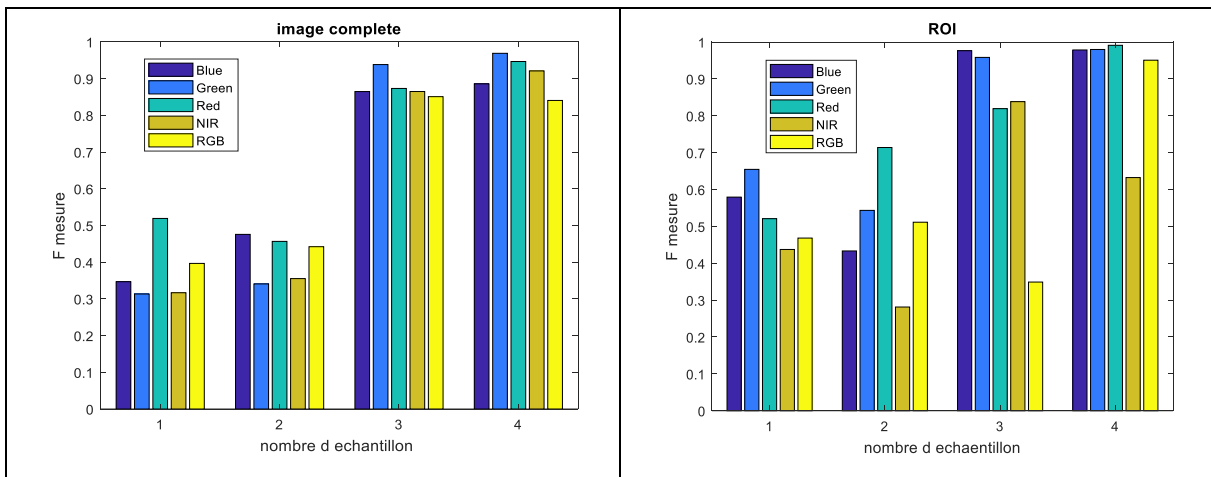 image complete
1
0.9
0.8
0.7
0.6
0.5
0.4
0.3
0.2
0.1
0
F mesure
Blue
Green
Red
NIR
RGB
1 2 3 4
nombre d echantillon
ROI
1
0.9
0.8
0.7
0.6
0.5
0.4
0.3
0.2
0.1
0
F mesure
Blue
Green
Red
NIR
RGB
1 2 3 4
nombre d echaentillon